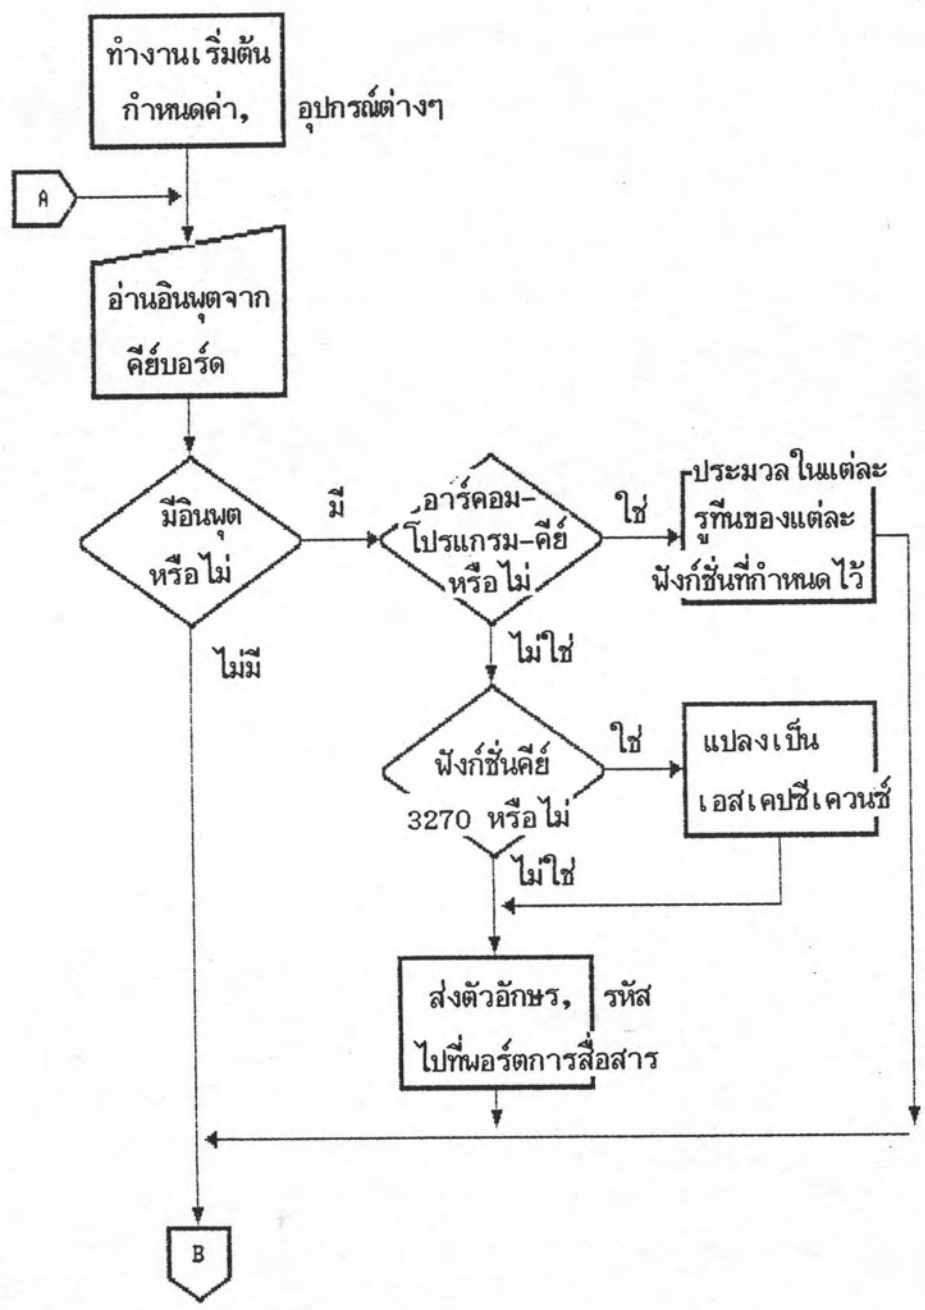 ทำงานเริ่มต้น
กำหนดค่า, อุปกรณ์ต่างๆ
A
อ่านอินพุตจาก
คีย์บอร์ด
มีอินพุต
หรือไม่
มี
อาร์คอม-
โปรแกรม-คีย์
หรือไม่
ใช่
ประมวลในแต่ละ
รูทีนของแต่ละ
ฟังก์ชั่นที่กำหนดไว้
ไม่มี
ไม่ใช่
ฟังก์ชั่นคีย์
3270 หรือไม่
ใช่
แปลงเป็น
เอสเคปซีเควนซ์
ไม่ใช่
ส่งตัวอักษร, รหัส
ไปที่พอร์ตการสื่อสาร
B